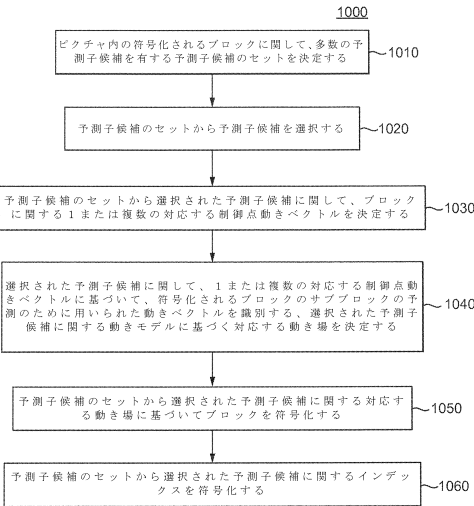 1000
ピクチャ内の符号化されるブロックに関して、多数の予
測子候補を有する予測子候補のセットを決定する
1010
予測子候補のセットから予測子候補を選択する
1020
予測子候補のセットから選択された予測子候補に関して、ブロック
に関する1または複数の対応する制御点動きベクトルを決定する
1030
選択された予測子候補に関して、1または複数の対応する制御点動
きベクトルに基づいて、符号化されるブロックのサブブロックの予
測のために用いられた動きベクトルを識別する、選択された予測子
候補に関する動きモデルに基づく対応する動き場を決定する
1040
予測子候補のセットから選択された予測子候補に関する対応す
る動き場に基づいてブロックを符号化する
1050
予測子候補のセットから選択された予測子候補に関するインデッ
クスを符号化する
1060